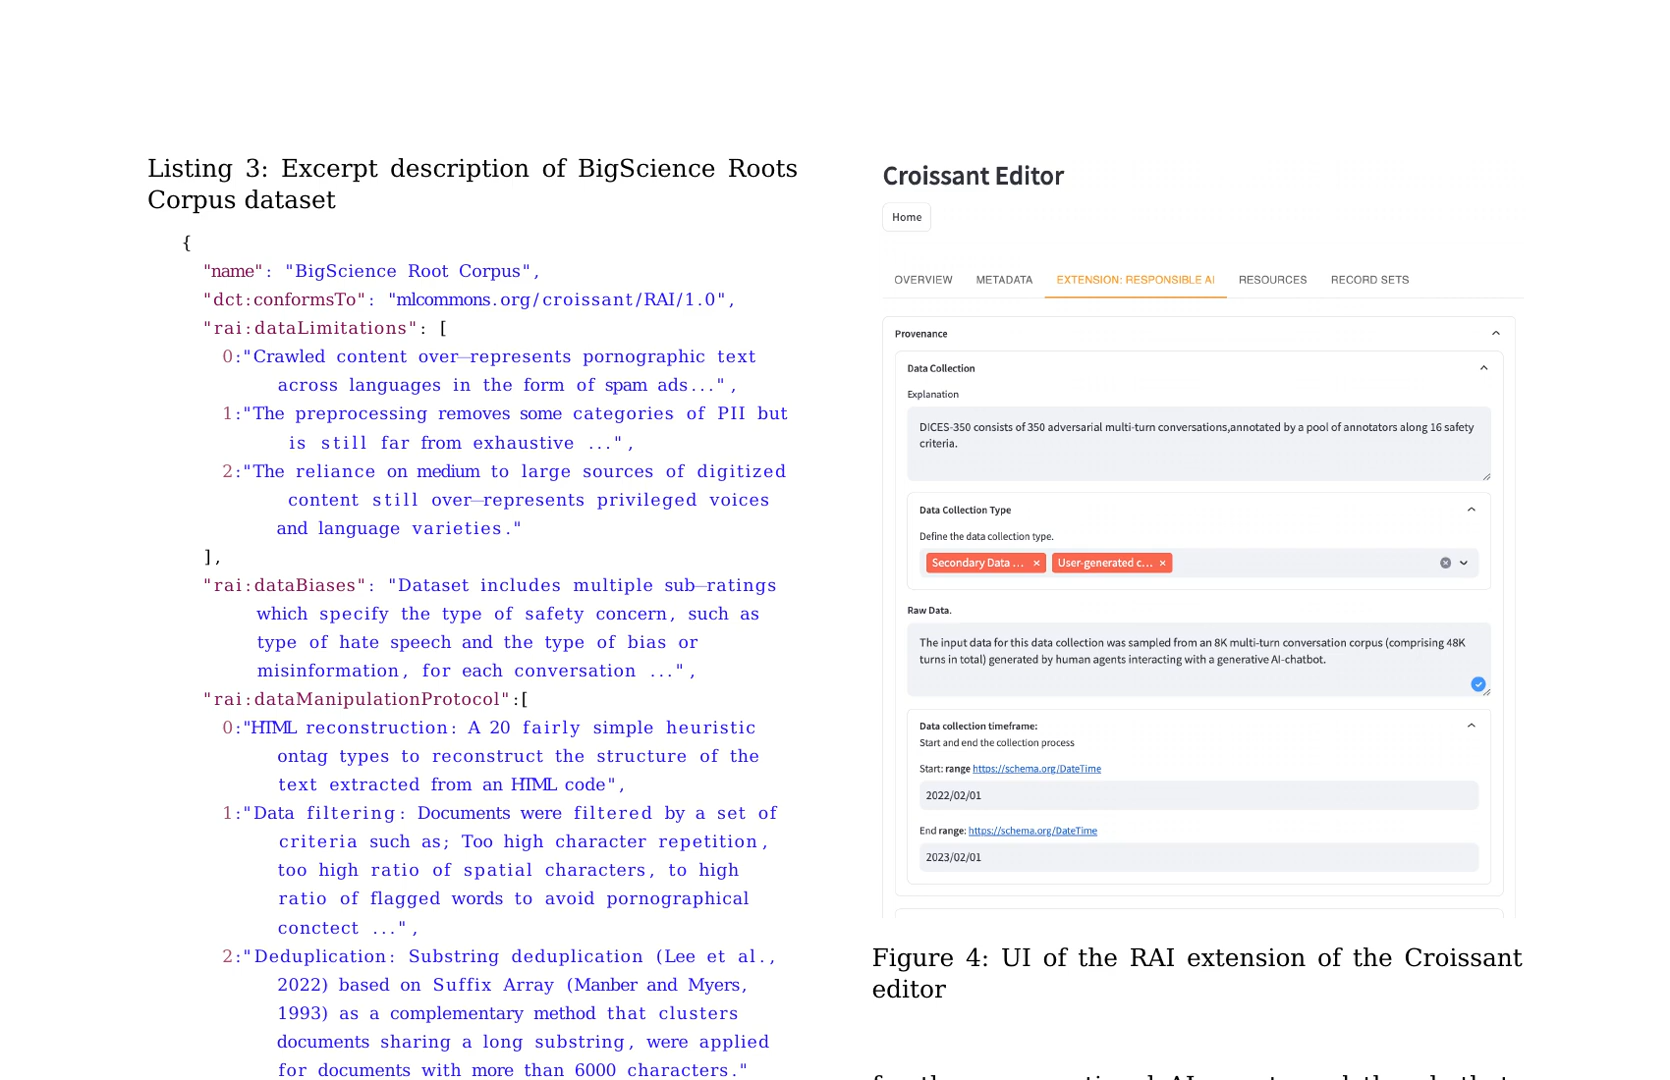 Listing 3: Excerpt description of BigScience Roots
Corpus dataset
{
"name": "BigScience Root Corpus",
"dct:conformsTo": "mlcommons.org/croissant/RAI/1.0",
"rai:dataLimitations": [
0:"Crawled content over—represents pornographic text
across languages in the form of spam ads...",
1:"The preprocessing removes some categories of PII but
is still far from exhaustive ...",
2:"The reliance on medium to large sources of digitized
content still over—represents privileged voices
and language varieties."
],
"rai:dataBiases": "Dataset includes multiple sub—ratings
which specify the type of safety concern, such as
type of hate speech and the type of bias or
misinformation, for each conversation ...",
"rai:dataManipulationProtocol":[
0:"HTML reconstruction: A 20 fairly simple heuristic
ontag types to reconstruct the structure of the
text extracted from an HTML code",
1:"Data filtering: Documents were filtered by a set of
criteria such as; Too high character repetition,
too high ratio of spatial characters, to high
ratio of flagged words to avoid pornographical
conctect ...",
2:"Deduplication: Substring deduplication (Lee et al.,
2022) based on Suffix Array (Manber and Myers,
1993) as a complementary method that clusters
documents sharing a long substring, were applied
for documents with more than 6000 characters."
Croissant Editor
Home
OVERVIEW METADATA EXTENSION: RESPONSIBLE AI RESOURCES RECORD SETS
Provenance
Data Collection
Explanation
DICES-350 consists of 350 adversarial multi-turn conversations,annotated by a pool of annotators along 16 safety
criteria.
Data Collection Type
Define the data collection type.
Secondary Data ... × User-generated c... ×
Raw Data.
The input data for this data collection was sampled from an 8K multi-turn conversation corpus (comprising 48K
turns in total) generated by human agents interacting with a generative AI-chatbot.
Data collection timeframe:
Start and end the collection process
Start: range https://schema.org/DateTime
2022/02/01
End range: https://schema.org/DateTime
2023/02/01
Figure 4: UI of the RAI extension of the Croissant
editor